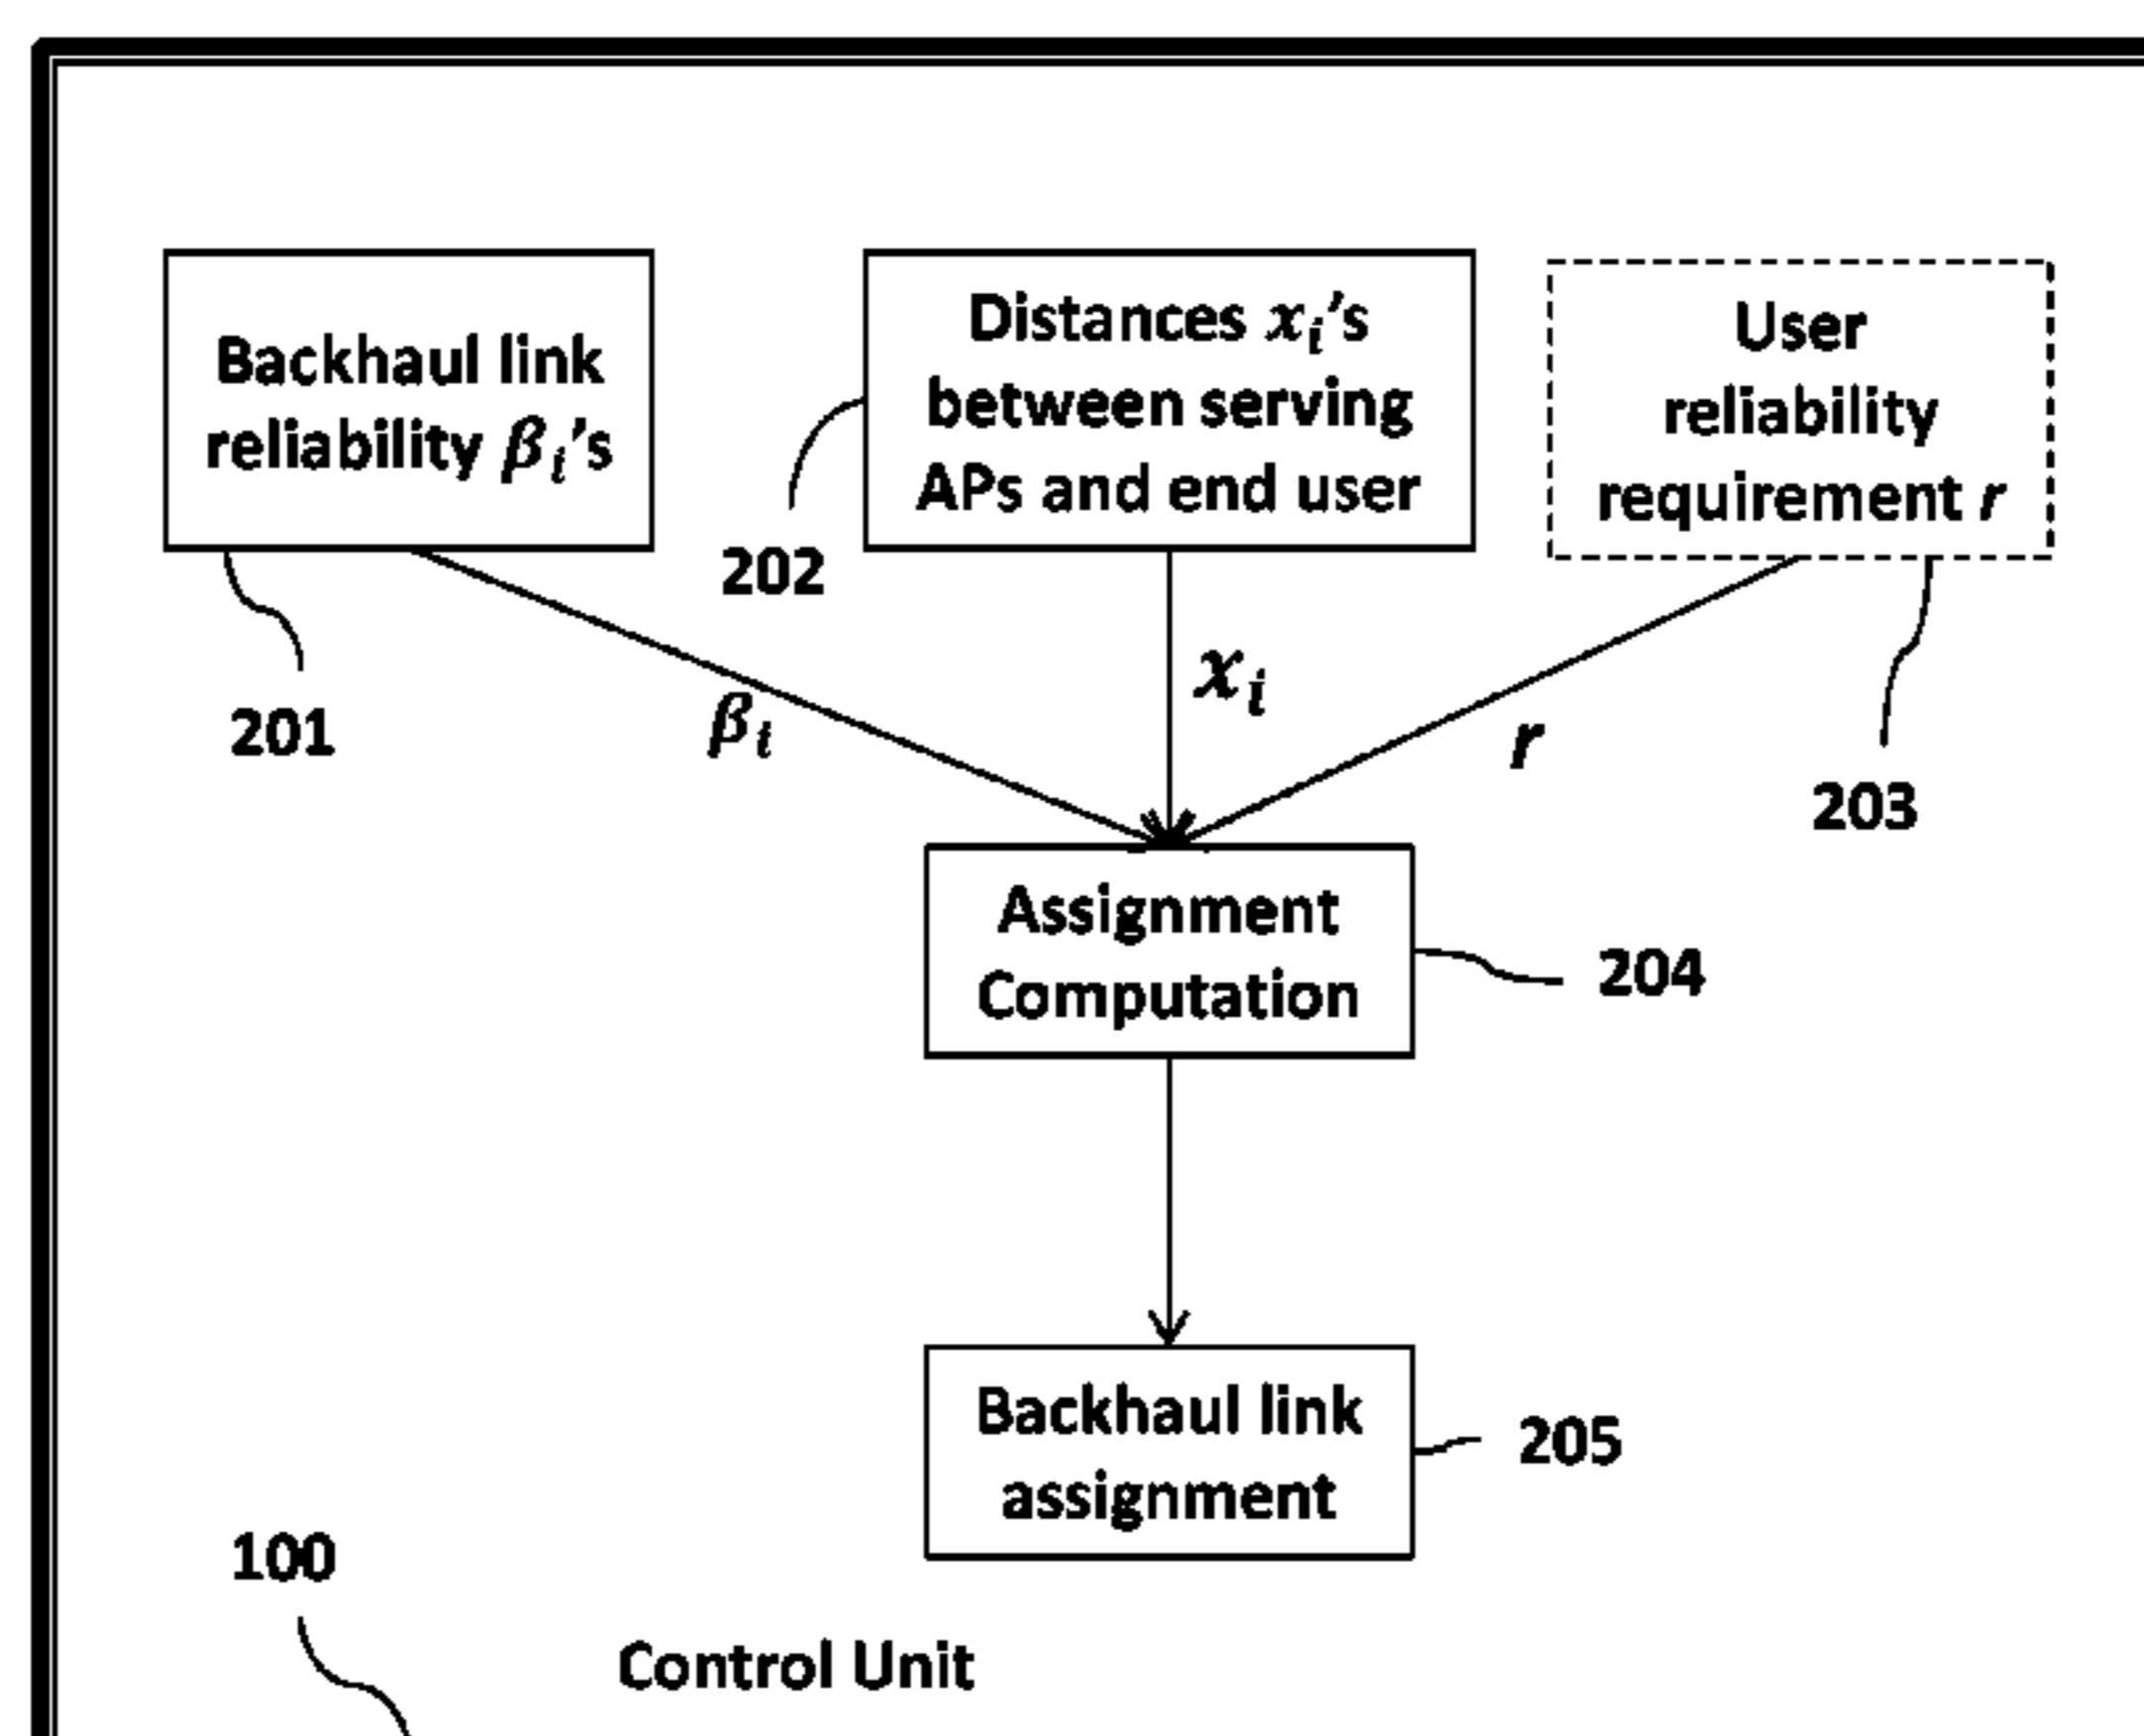 Backhaul link
reliability βᵢ's
Distances xᵢ's
between serving
APs and end user
User
reliability
requirement r
202
201
βᵢ
xᵢ
r
203
Assignment
Computation
204
Backhaul link
assignment
205
100
Control Unit